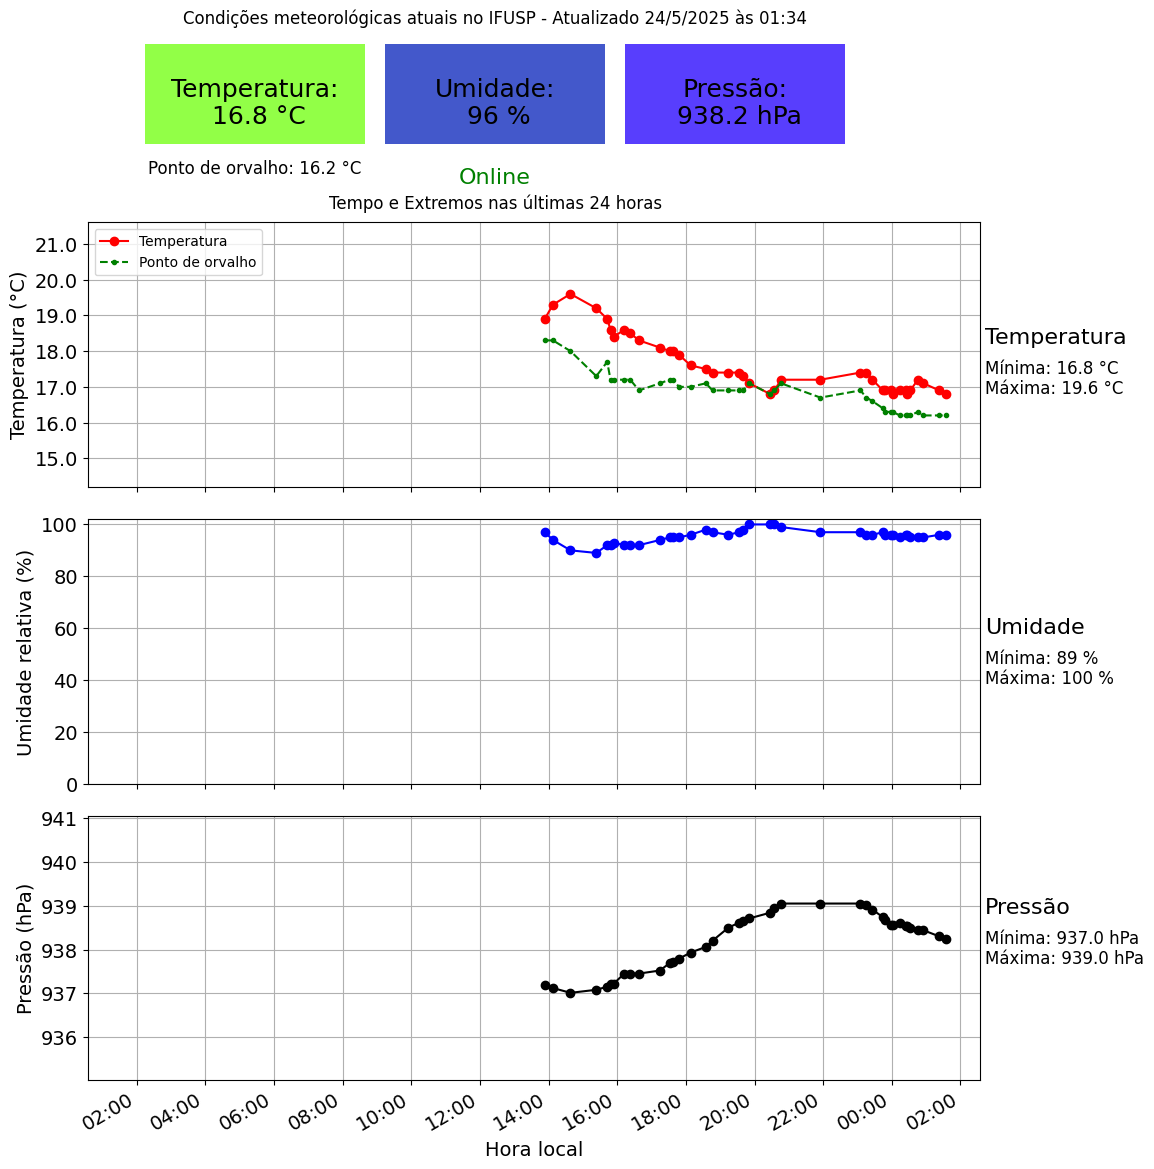 Condições meteorológicas atuais no IFUSP - Atualizado 24/5/2025 às 01:34
Temperatura:
16.8 °C
Umidade:
96 %
Pressão:
938.2 hPa
Ponto de orvalho: 16.2 °C
Online
Tempo e Extremos nas últimas 24 horas
Temperatura (°C)
21.0
20.0
19.0
18.0
17.0
16.0
15.0
Temperatura
Ponto de orvalho
Temperatura
Mínima: 16.8 °C
Máxima: 19.6 °C
Umidade relativa (%)
100
80
60
40
20
0
Umidade
Mínima: 89 %
Máxima: 100 %
Pressão (hPa)
941
940
939
938
937
936
Pressão
Mínima: 937.0 hPa
Máxima: 939.0 hPa
02:00
04:00
06:00
08:00
10:00
12:00
14:00
16:00
18:00
20:00
22:00
00:00
02:00
Hora local